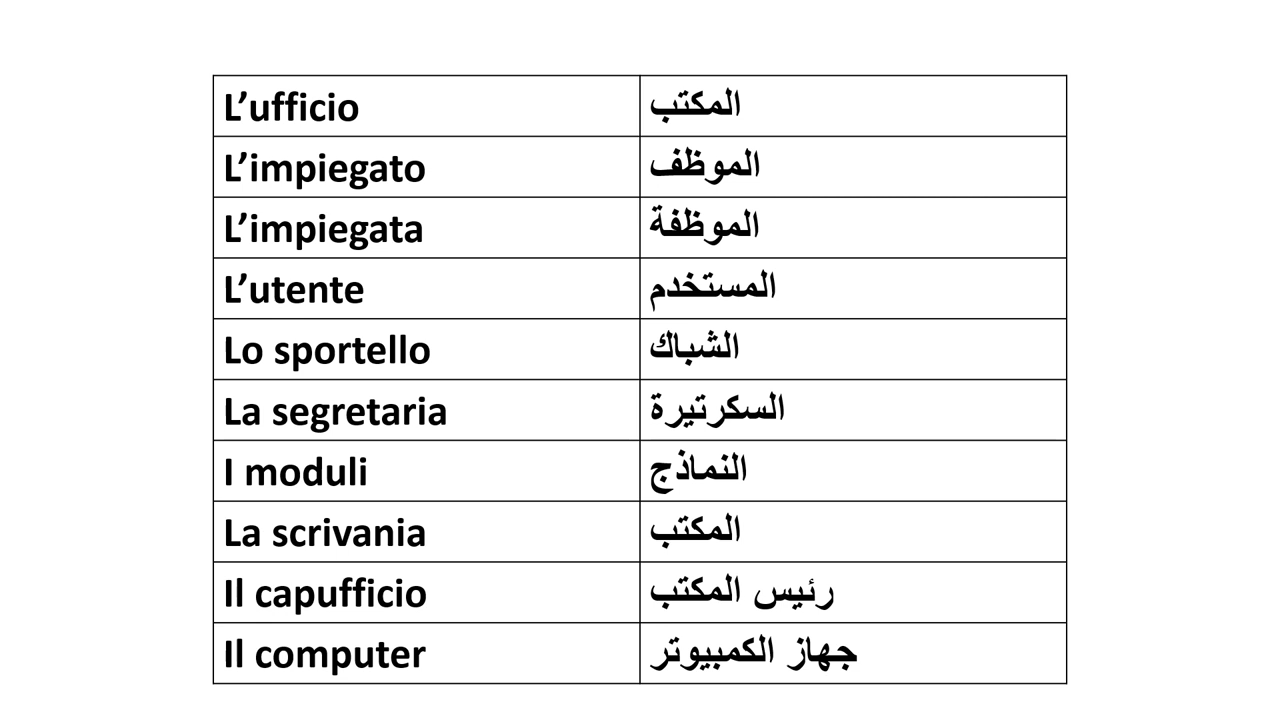 L’ufficio المكتب
L’impiegato الموظف
L’impiegata الموظفة
L’utente المستخدم
Lo sportello الشباك
La segretaria السكرتيرة
I moduli النماذج
La scrivania المكتب
Il capufficio رئيس المكتب
Il computer جهاز الكمبيوتر